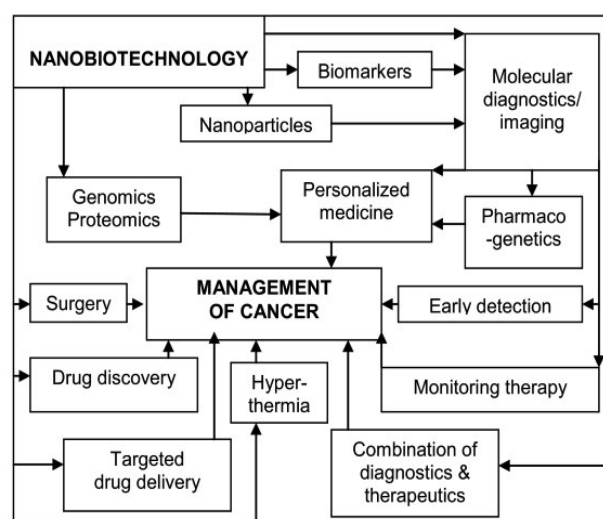 NANOBIOTECHNOLOGY
Biomarkers
Molecular
diagnostics/
imaging
Nanoparticles
Genomics
Proteomics
Personalized
medicine
Pharmaco
-genetics
Surgery
MANAGEMENT
OF CANCER
Early detection
Drug discovery
Hyper-
thermia
Monitoring therapy
Targeted
drug delivery
Combination of
diagnostics &
therapeutics